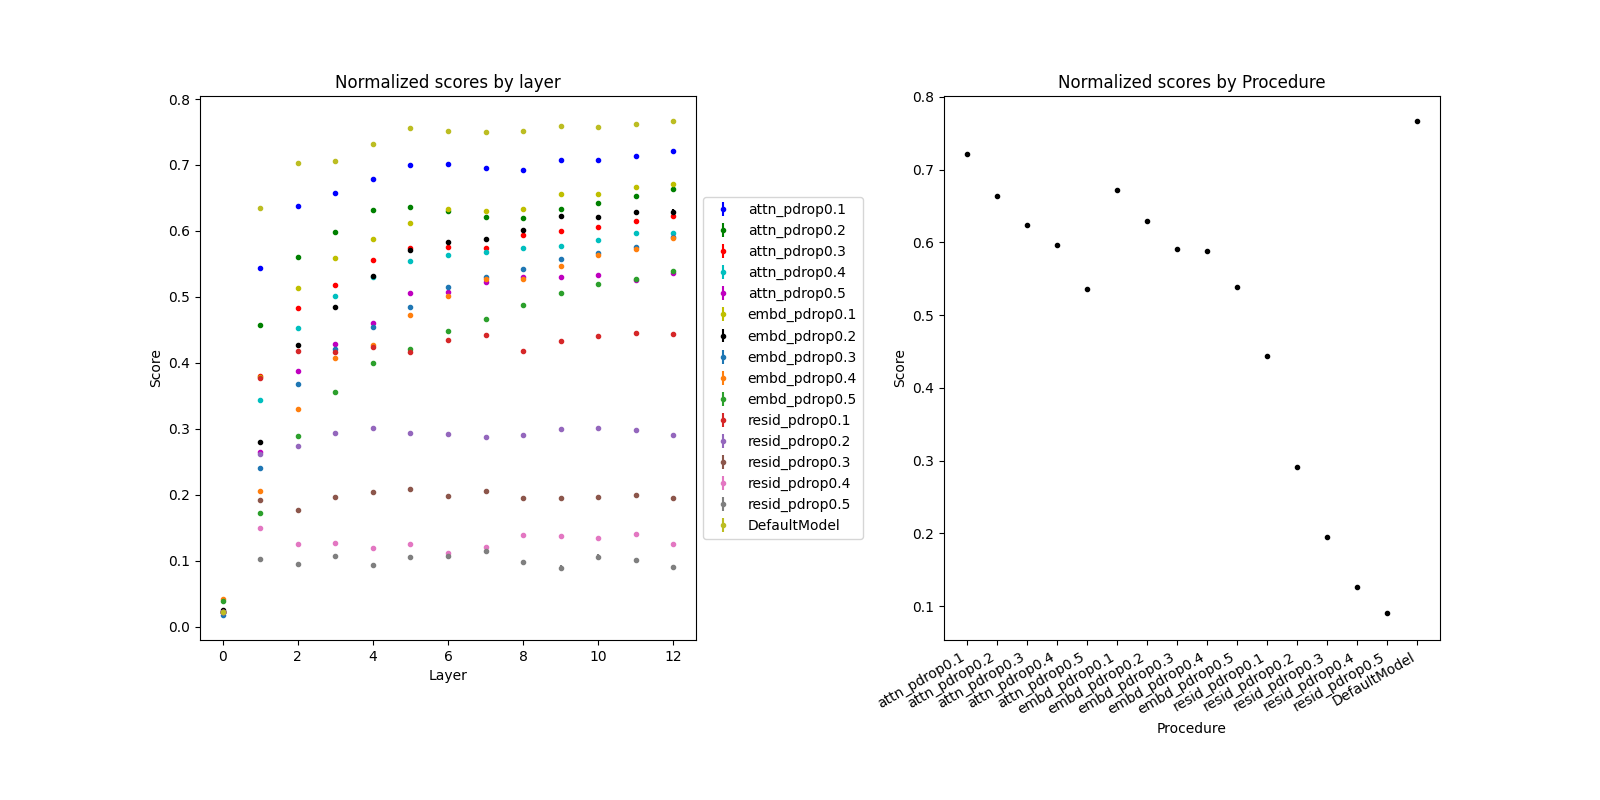 Normalized scores by layer
0.8
0.7
0.6
0.5
0.4
0.3
0.2
0.1
0.0
Score
0 2 4 6 8 10 12
Layer
attn_pdrop0.1
attn_pdrop0.2
attn_pdrop0.3
attn_pdrop0.4
attn_pdrop0.5
embd_pdrop0.1
embd_pdrop0.2
embd_pdrop0.3
embd_pdrop0.4
embd_pdrop0.5
resid_pdrop0.1
resid_pdrop0.2
resid_pdrop0.3
resid_pdrop0.4
resid_pdrop0.5
DefaultModel
Normalized scores by Procedure
0.8
0.7
0.6
0.5
0.4
0.3
0.2
0.1
Score
attn_pdrop0.1
attn_pdrop0.2
attn_pdrop0.3
attn_pdrop0.4
attn_pdrop0.5
embd_pdrop0.1
embd_pdrop0.2
embd_pdrop0.3
embd_pdrop0.4
embd_pdrop0.5
resid_pdrop0.1
resid_pdrop0.2
resid_pdrop0.3
resid_pdrop0.4
resid_pdrop0.5
DefaultModel
Procedure